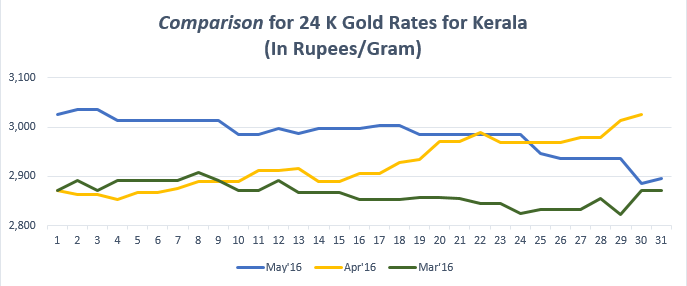 Comparison for 24 K Gold Rates for Kerala
(In Rupees/Gram)
3,100
3,000
2,900
2,800
1 2 3 4 5 6 7 8 9 10 11 12 13 14 15 16 17 18 19 20 21 22 23 24 25 26 27 28 29 30 31
May'16 Apr'16 Mar'16